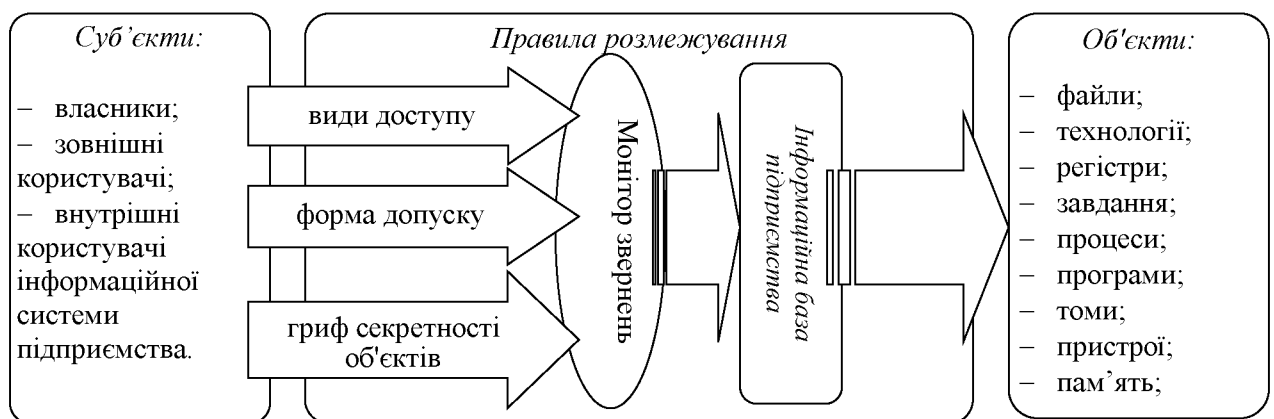 Суб’єкти:
– власники;
– зовнішні
користувачі;
– внутрішні
користувачі
інформаційної
системи
підприємства.
Правила розмежування
види доступу
форма допуску
гриф секретності
об'єктів
Монітор звернень
Інформаційна база
підприємства
Об'єкти:
– файли;
– технології;
– регістри;
– завдання;
– процеси;
– програми;
– томи;
– пристрої;
– пам’ять;